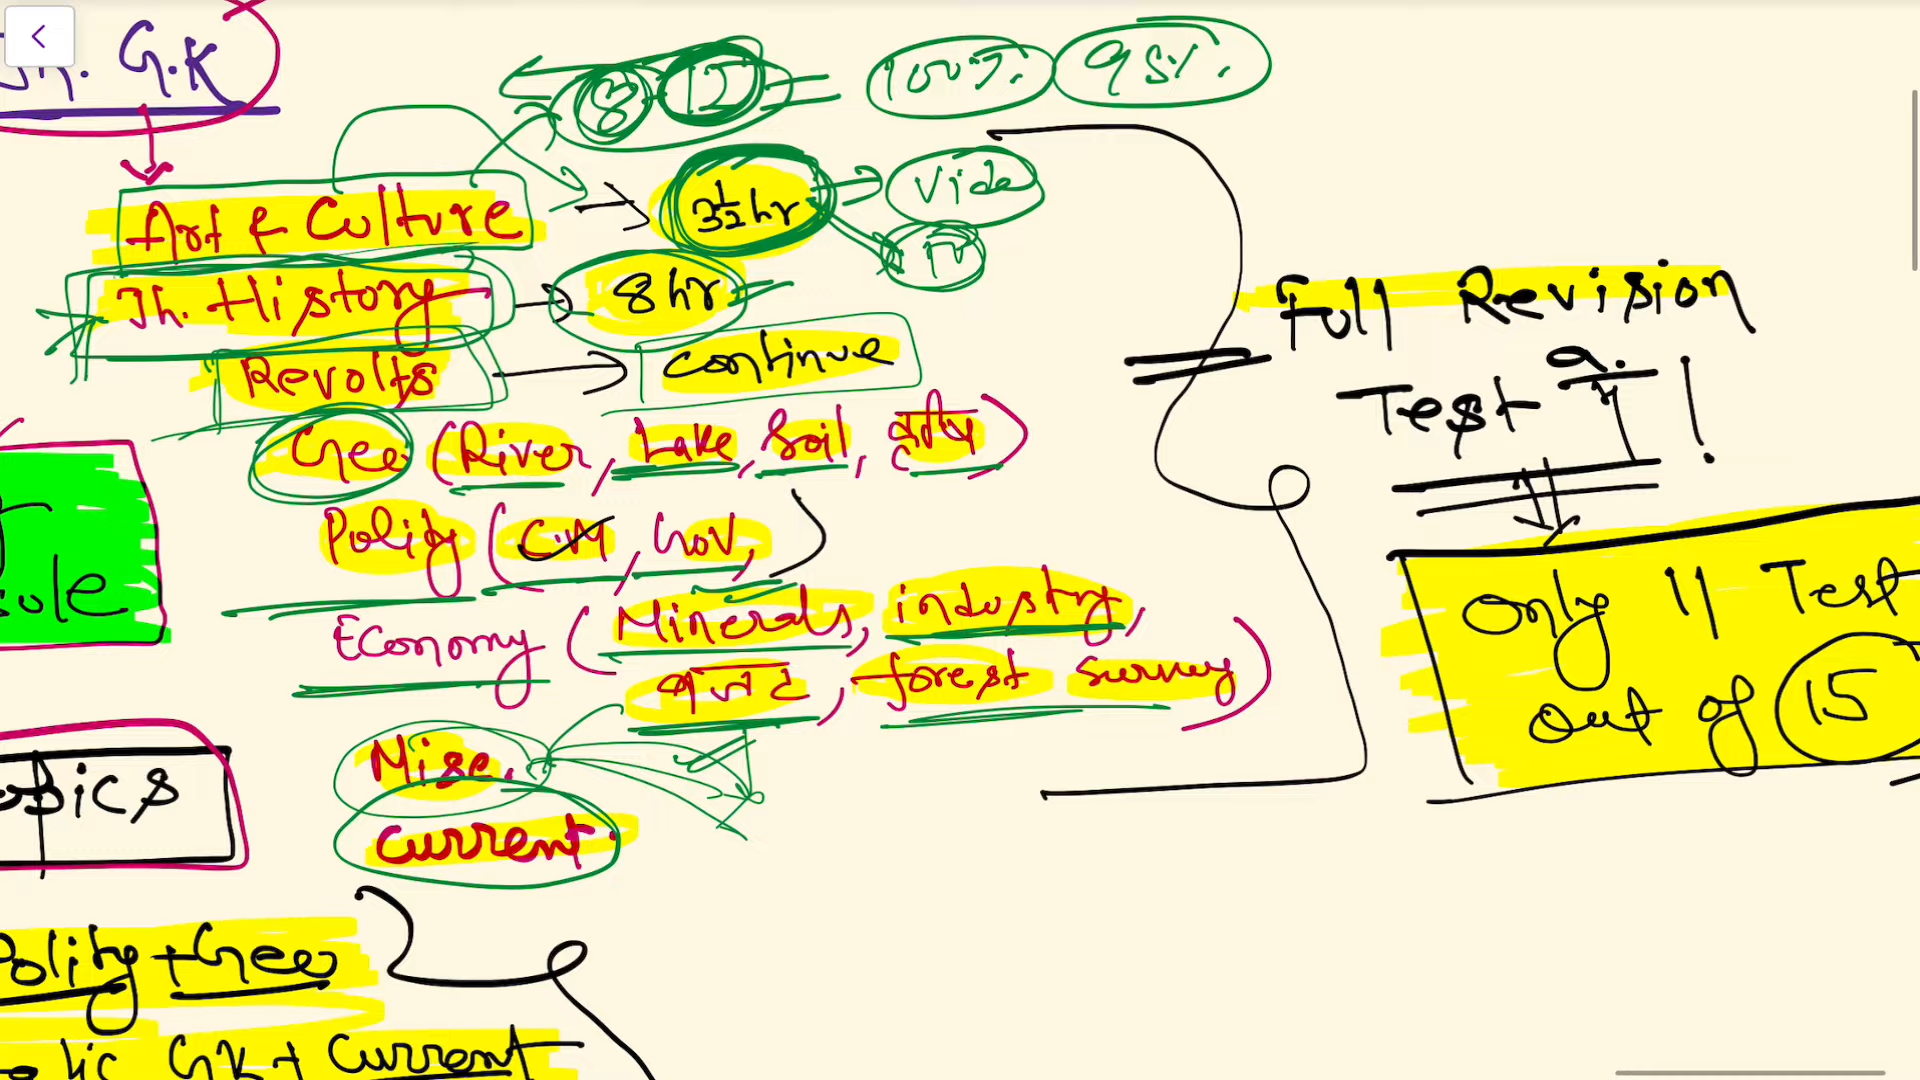 Jh. G.K
8 - 12 100% 95%
Art & Culture → 3½ hr → Vide
Jh. History → 8 hr
Revolts → continue
Geo (River, Lake, Soil,
Polity (C.M, Gov,)
Economy (Minerals, industry,
forest survey)
Misc.
Current.
Full Revision
Test में !
Only 11 Test
out of 15
Polity + Geo
GK + Current